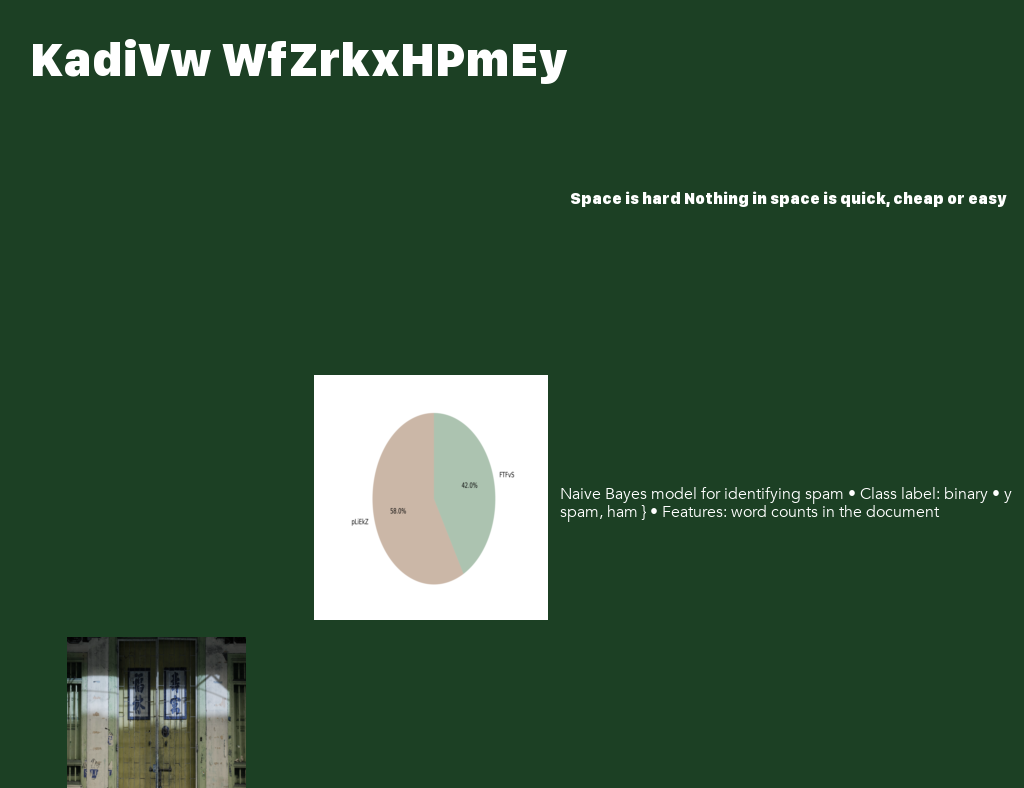 KadiVw WfZrkxHPmEy
Space is hard Nothing in space is quick, cheap or easy
FTFvS
42.0%
58.0%
pLiEkZ
Naive Bayes model for identifying spam • Class label: binary • y
spam, ham } • Features: word counts in the document